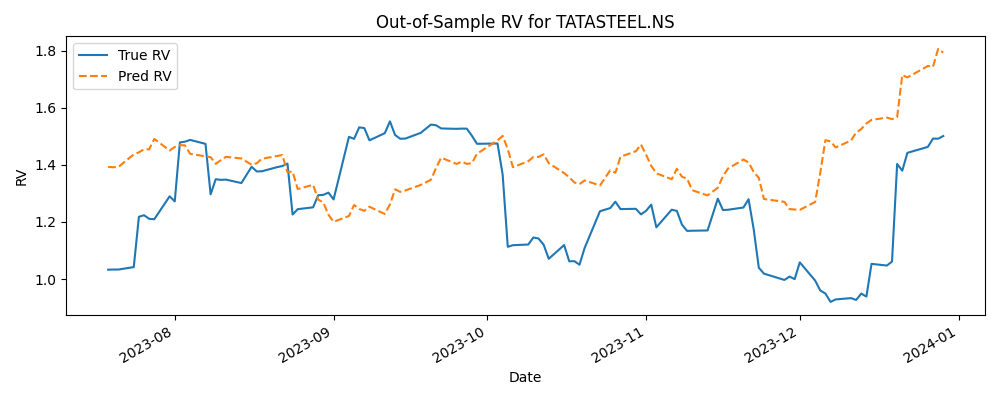 Out-of-Sample RV for TATASTEEL.NS
True RV
Pred RV
1.8
1.6
1.4
1.2
1.0
RV
2023-08
2023-09
2023-10
2023-11
2023-12
2024-01
Date